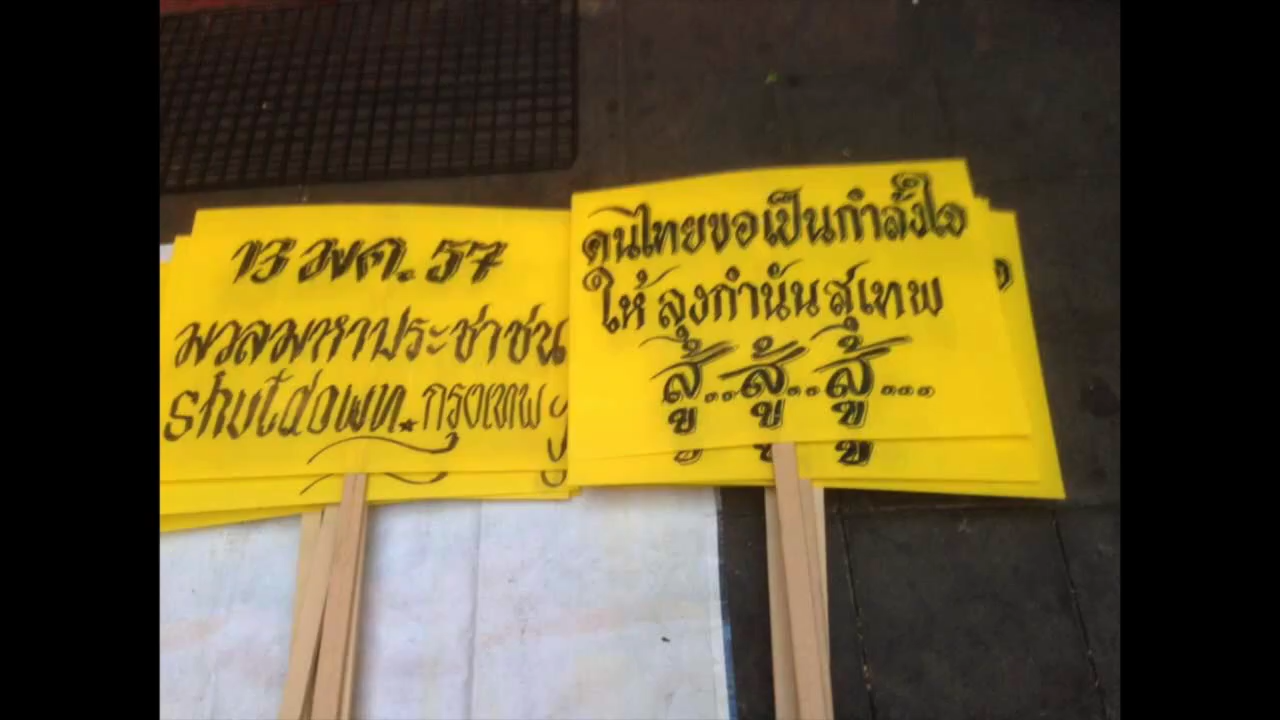 13 มค. 57
มวลมหาประชาชน
shutdown.กรุงเทพ ๆ
คนไทยขอเป็นกำลังใจ
ให้ ลุงกำนันสุเทพ
สู้...สู้...สู้...